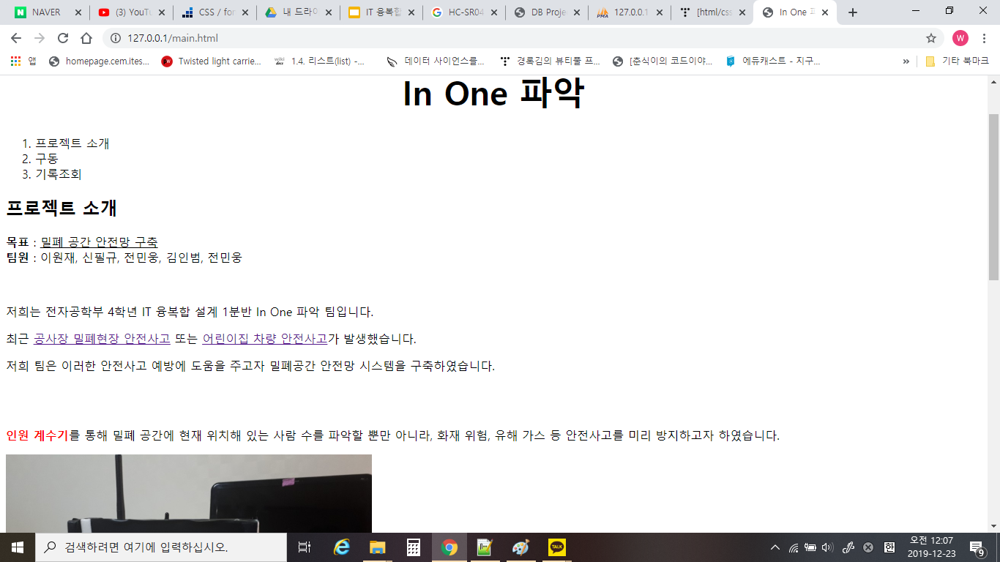 NAVER
(3) YouTu
CSS / for
내 드라이
IT 융복합
HC-SR04
DB Proje
127.0.0.1
[html/css
In One 파
127.0.0.1/main.html
W
앱
homepage.cem.ites...
Twisted light carrie...
1.4. 리스트(list) -...
데이터 사이언스를...
경록김의 뷰티풀 프...
[춘식이의 코드이야...
에듀캐스트 - 지구...
»
기타 북마크
In One 파악
1. 프로젝트 소개
2. 구동
3. 기록조회
프로젝트 소개
목표 : 밀폐 공간 안전망 구축
팀원 : 이원재, 신필규, 전민웅, 김인범, 전민웅
저희는 전자공학부 4학년 IT 융복합 설계 1분반 In One 파악 팀입니다.
최근 공사장 밀폐현장 안전사고 또는 어린이집 차량 안전사고가 발생했습니다.
저희 팀은 이러한 안전사고 예방에 도움을 주고자 밀폐공간 안전망 시스템을 구축하였습니다.
인원 계수기를 통해 밀폐 공간에 현재 위치해 있는 사람 수를 파악할 뿐만 아니라, 화재 위험, 유해 가스 등 안전사고를 미리 방지하고자 하였습니다.
검색하려면 여기에 입력하십시오.
TALK
한
오전 12:07
2019-12-23
9